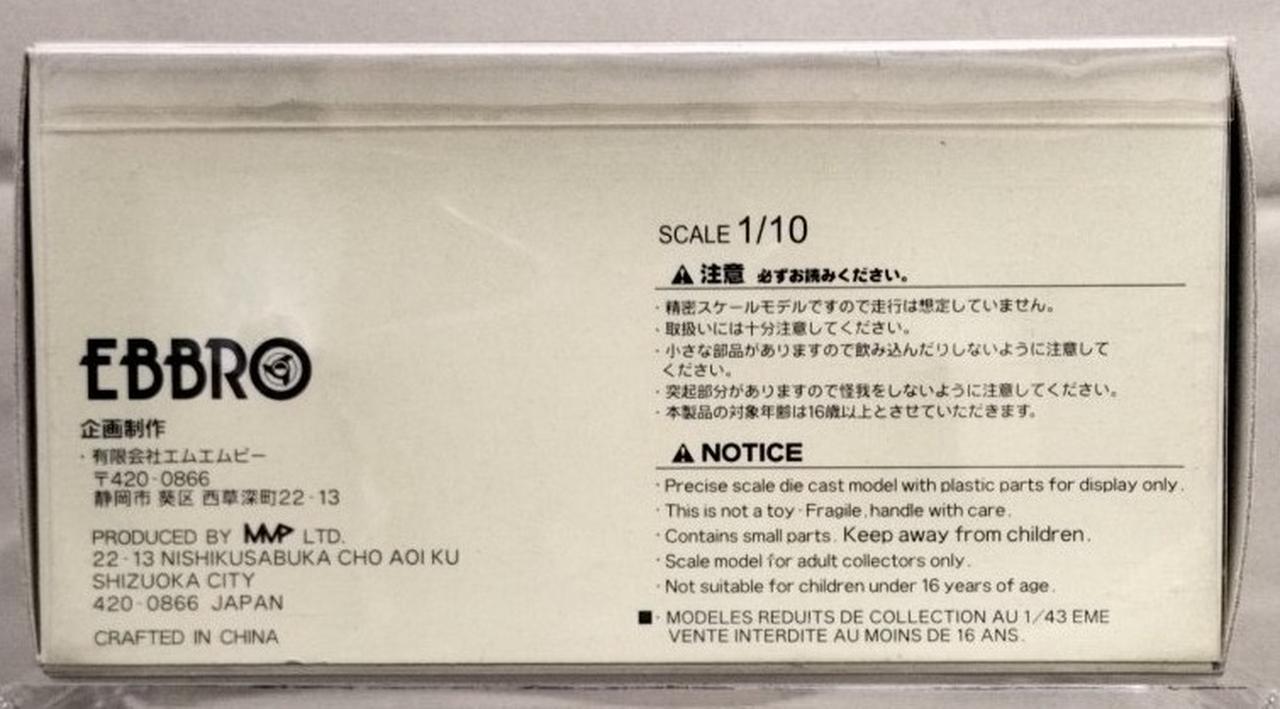 EBBRO
企画制作
・有限会社エムエムピー
〒420-0866
静岡市 葵区 西草深町22-13
PRODUCED BY MMP LTD.
22-13 NISHIKUSABUKA CHO AOI KU
SHIZUOKA CITY
420-0866 JAPAN
CRAFTED IN CHINA
SCALE 1/10
注意 必ずお読みください。
・精密スケールモデルですので走行は想定していません。
・取扱いには十分注意してください。
・小さな部品がありますので飲み込んだりしないように注意して
ください。
・突起部分がありますので怪我をしないように注意してください。
・本製品の対象年齢は16歳以上とさせていただきます。
NOTICE
・Precise scale die cast model with plastic parts for display only.
・This is not a toy・Fragile, handle with care.
・Contains small parts. Keep away from children.
・Scale model for adult collectors only.
・Not suitable for children under 16 years of age.
■・MODELES REDUITS DE COLLECTION AU 1/43 EME
VENTE INTERDITE AU MOINS DE 16 ANS.